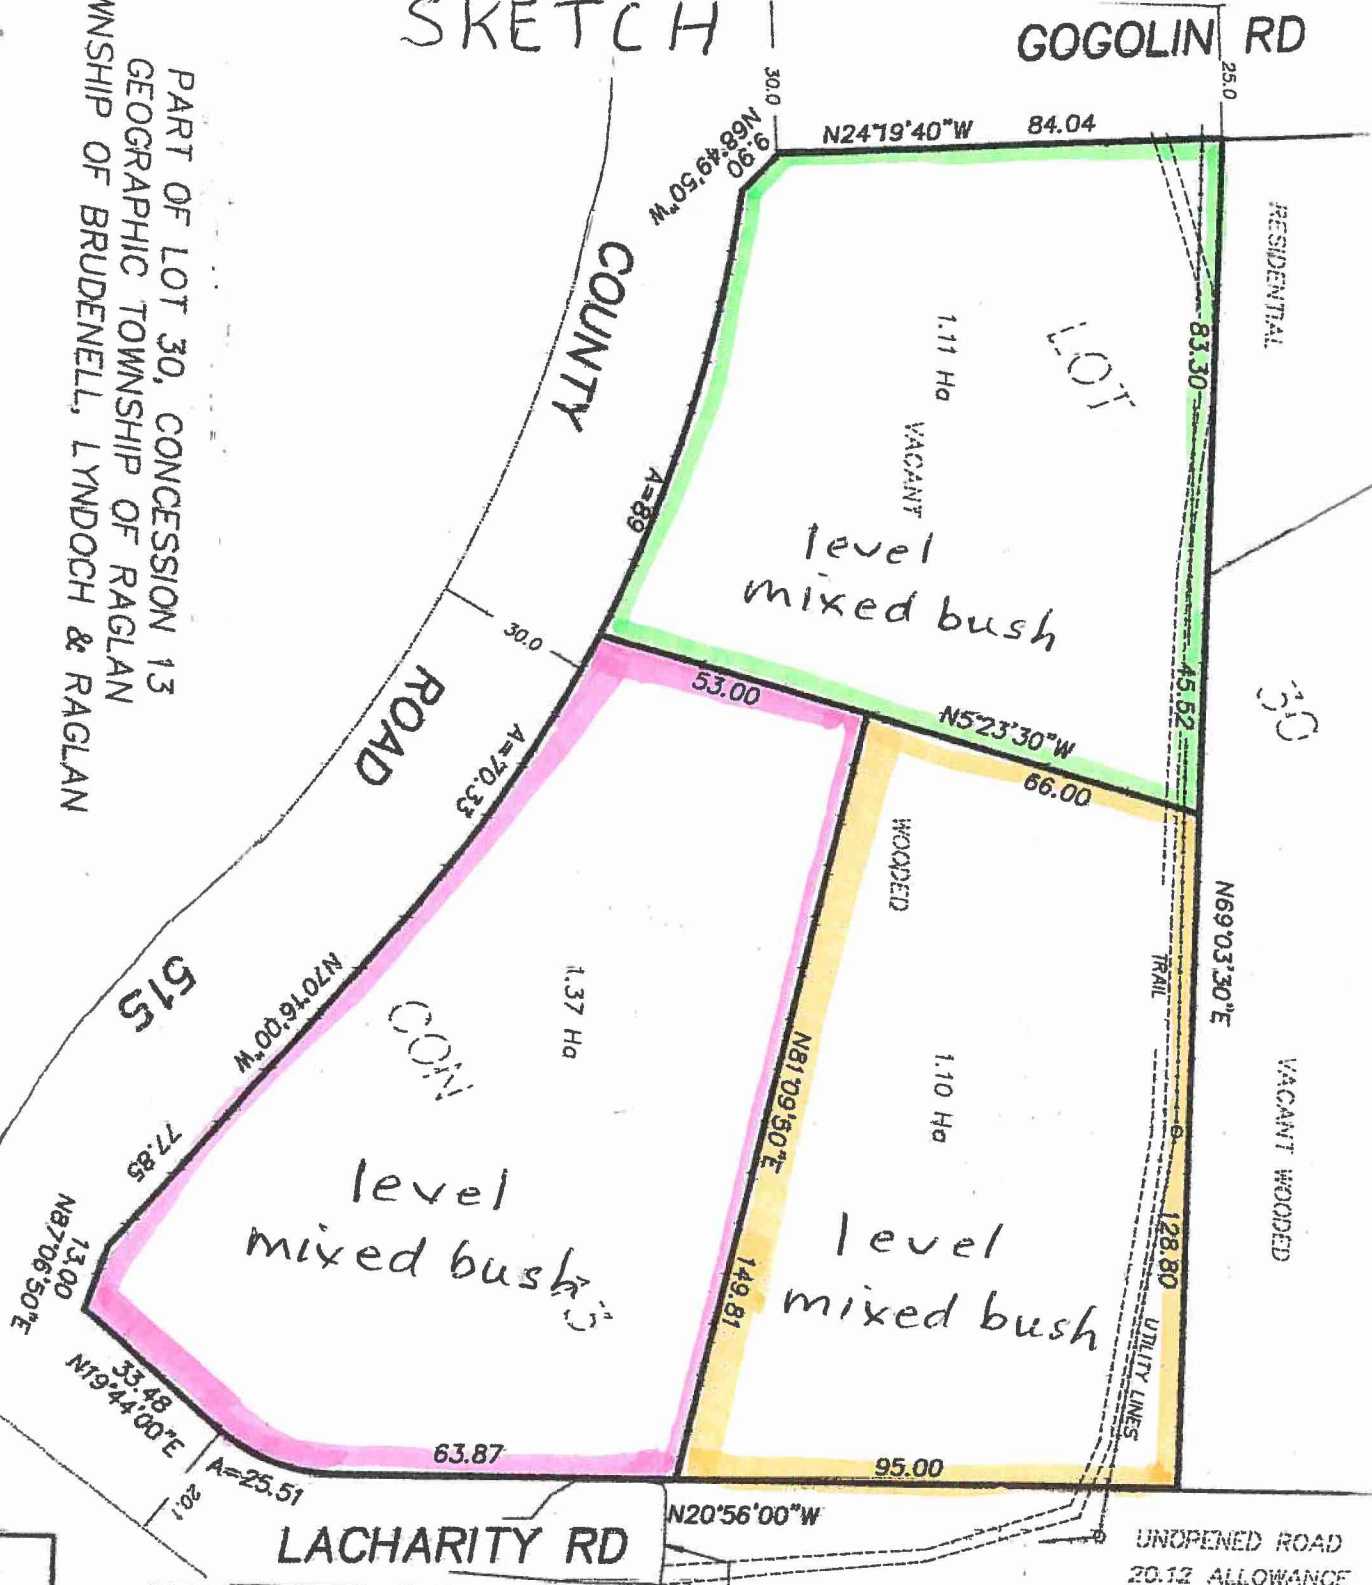 SKETCH
GOGOLIN RD
30.0
25.0
N24°19'40"W 84.04
9.90
N68°49'50"W
PART OF LOT 30, CONCESSION 13
GEOGRAPHIC TOWNSHIP OF RAGLAN
WNSHIP OF BRUDENELL, LYNDOCH & RAGLAN
RESIDENTIAL
COUNTY
ROAD
515
LOT
30
CON
1.11 Ha
VACANT
level
mixed bush
83.30
45.52
A=89
30.0
53.00
N5°23'30"W
66.00
A=70.33
WOODED
N69°03'30"E
TRAIL
VACANT WOODED
N70°16'00"W
77.85
1.37 Ha
level
mixed bush
N81°09'50"E
149.81
1.10 Ha
level
mixed bush
128.80
UTILITY LINES
13.00
N87°06'50"E
33.48
N19°44'00"E
A=25.51
20.1
63.87
95.00
N20°56'00"W
LACHARITY RD
UNOPENED ROAD
20.12 ALLOWANCE